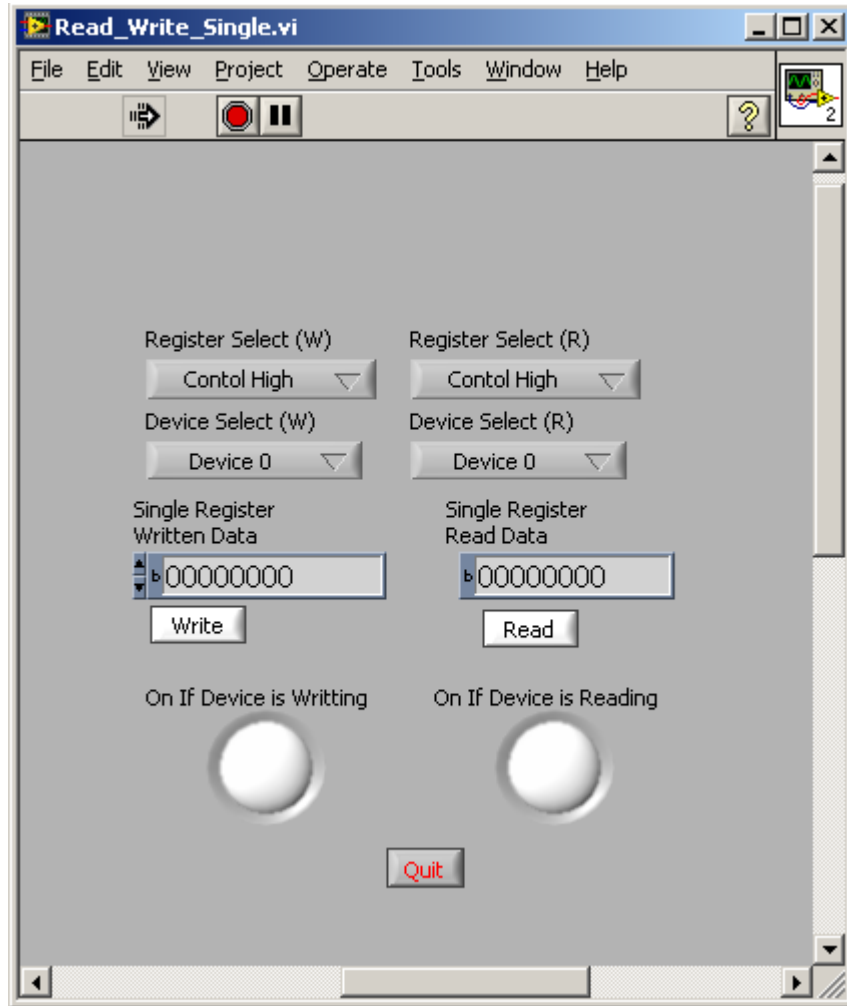 Read_Write_Single.vi
File Edit View Project Operate Tools Window Help
2
Register Select (W) Register Select (R)
Contol High Contol High
Device Select (W) Device Select (R)
Device 0 Device 0
Single Register Single Register
Written Data Read Data
b 00000000 b 00000000
Write Read
On If Device is Writting On If Device is Reading
Quit